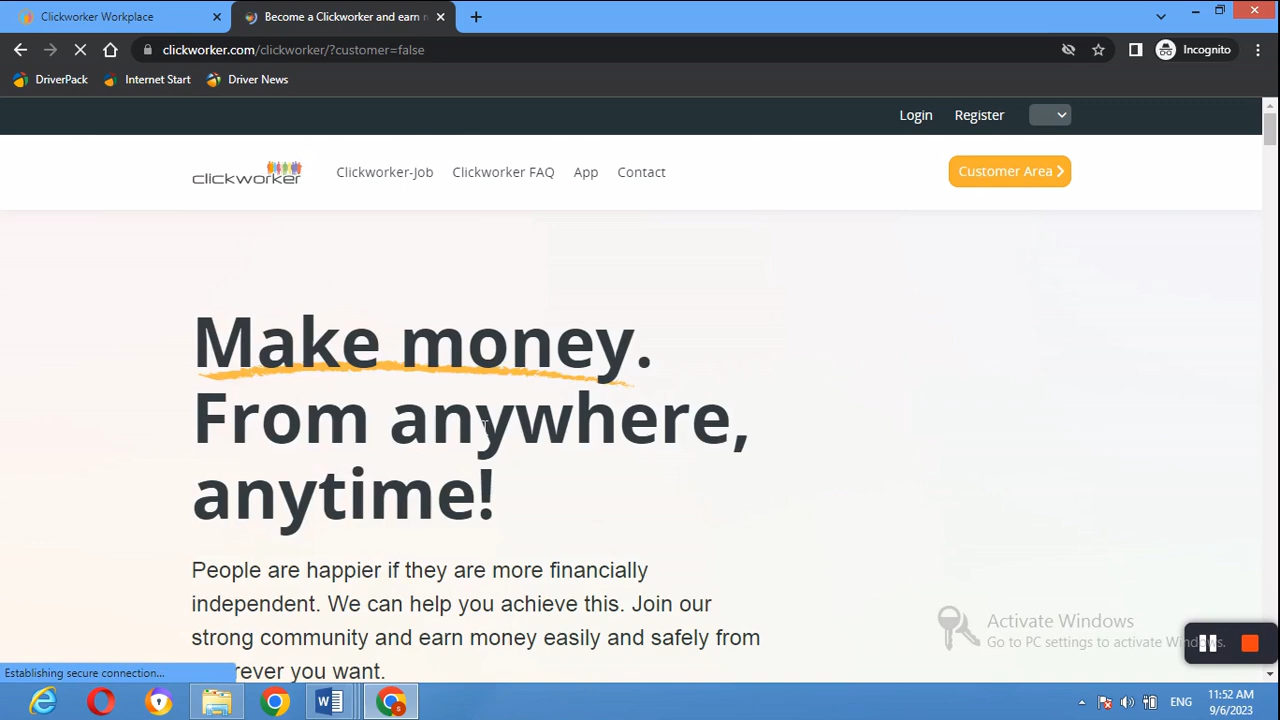 Clickworker Workplace
Become a Clickworker and earn
clickworker.com/clickworker/?customer=false
Incognito
DriverPack
Internet Start
Driver News
Login
Register
clickworker
Clickworker-Job
Clickworker FAQ
App
Contact
Customer Area
Make money.
From anywhere,
anytime!
People are happier if they are more financially
independent. We can help you achieve this. Join our
strong community and earn money easily and safely from
you want.
Activate Windows
Go to PC settings to activate Windows.
Establishing secure connection...
ENG
11:52 AM
9/6/2023